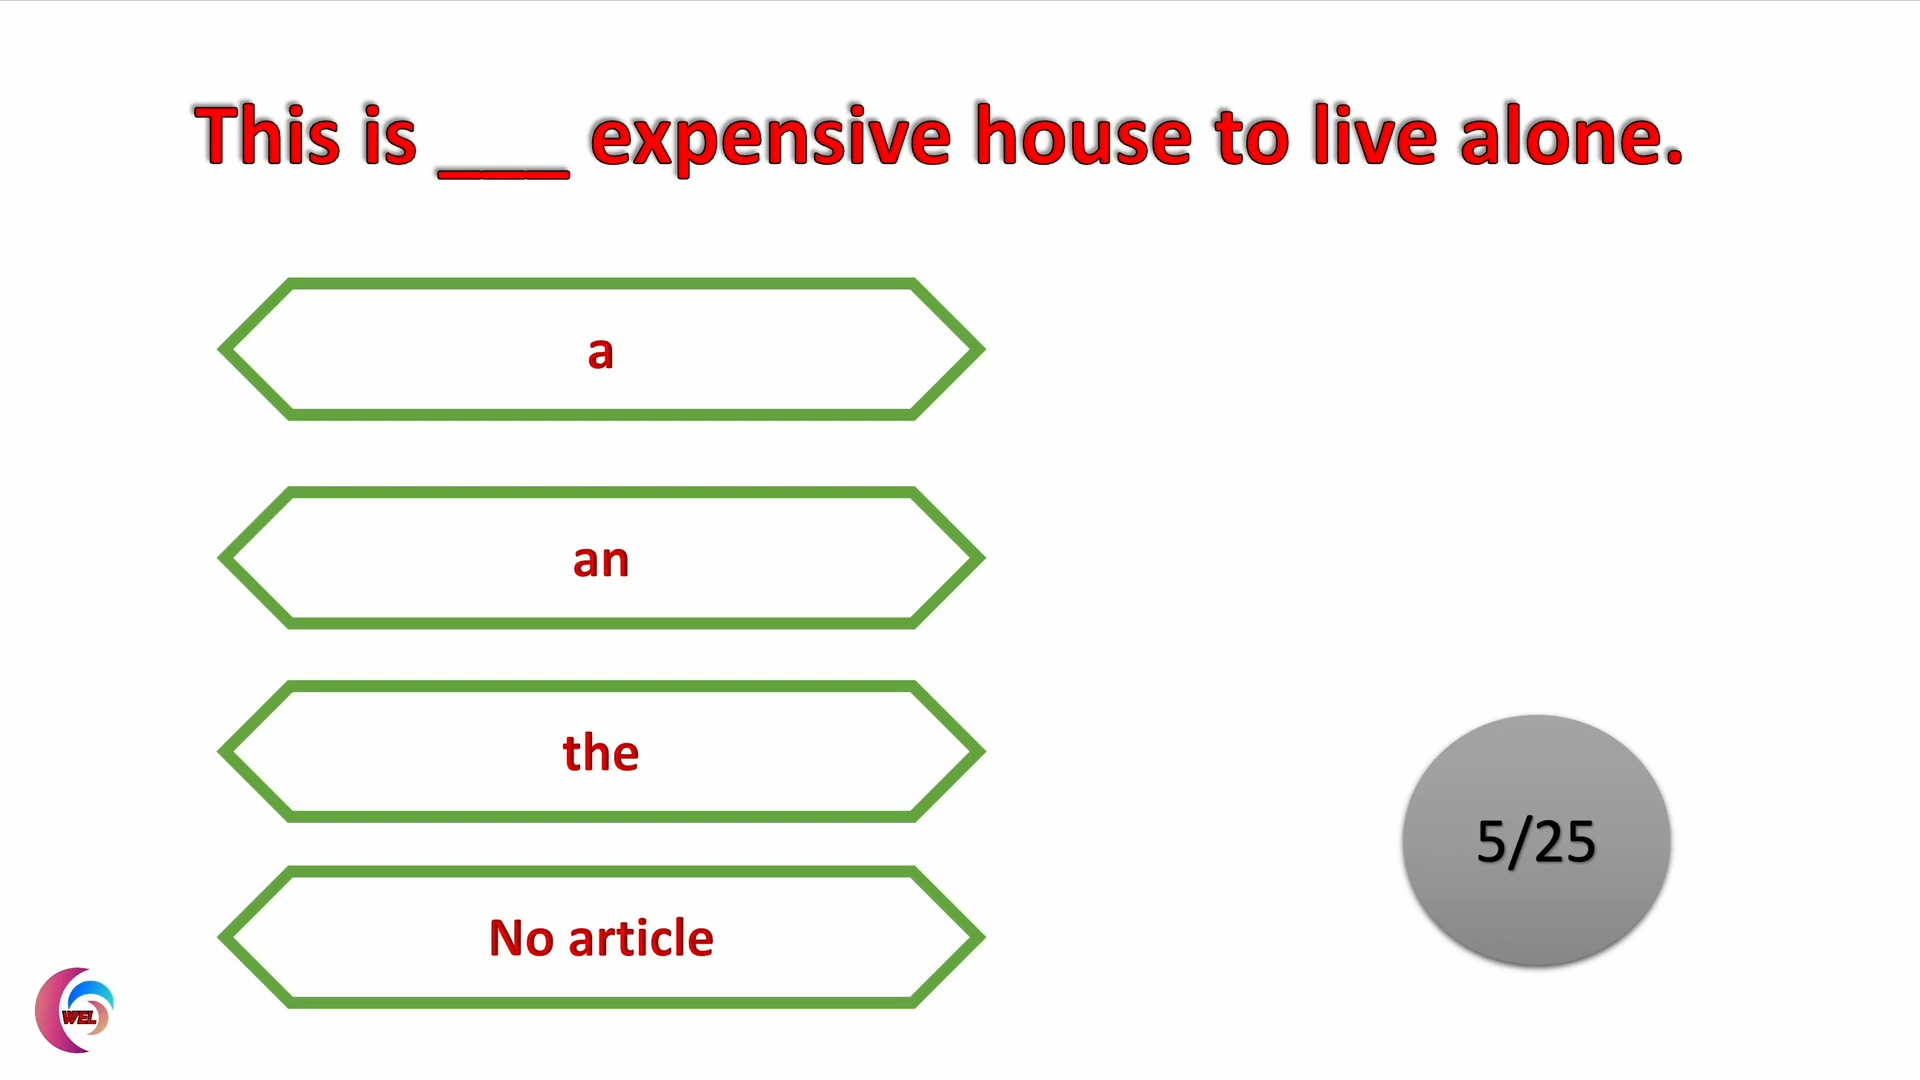 This is ___ expensive house to live alone.
a
an
the
No article
5/25
WEL